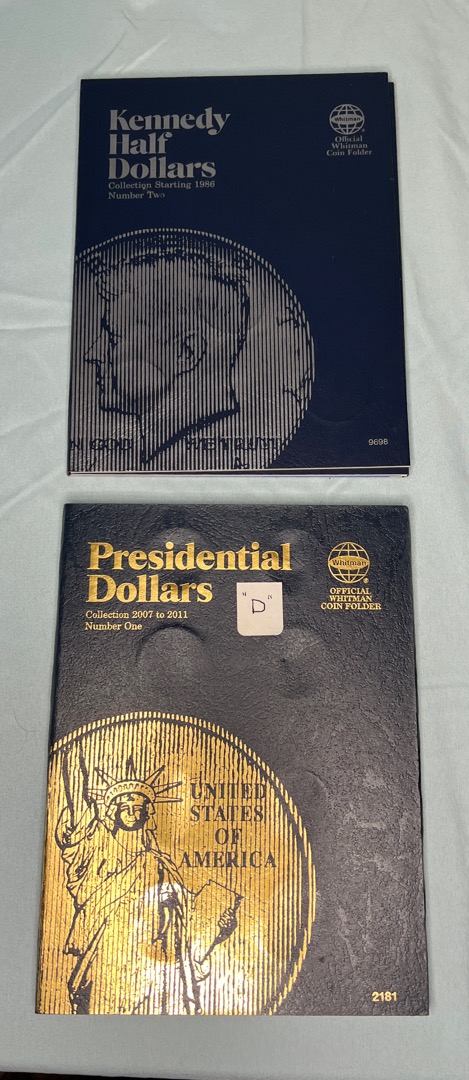 Kennedy
Half
Dollars
Collection Starting 1986
Number Two
Whitman
®
Official
Whitman
Coin Folder
N GOD WE TRUST
9698
Presidential
Dollars
Collection 2007 to 2011
Number One
"D"
Whitman
®
OFFICIAL
WHITMAN
COIN FOLDER
UNITED
STATES
OF
AMERICA
2181